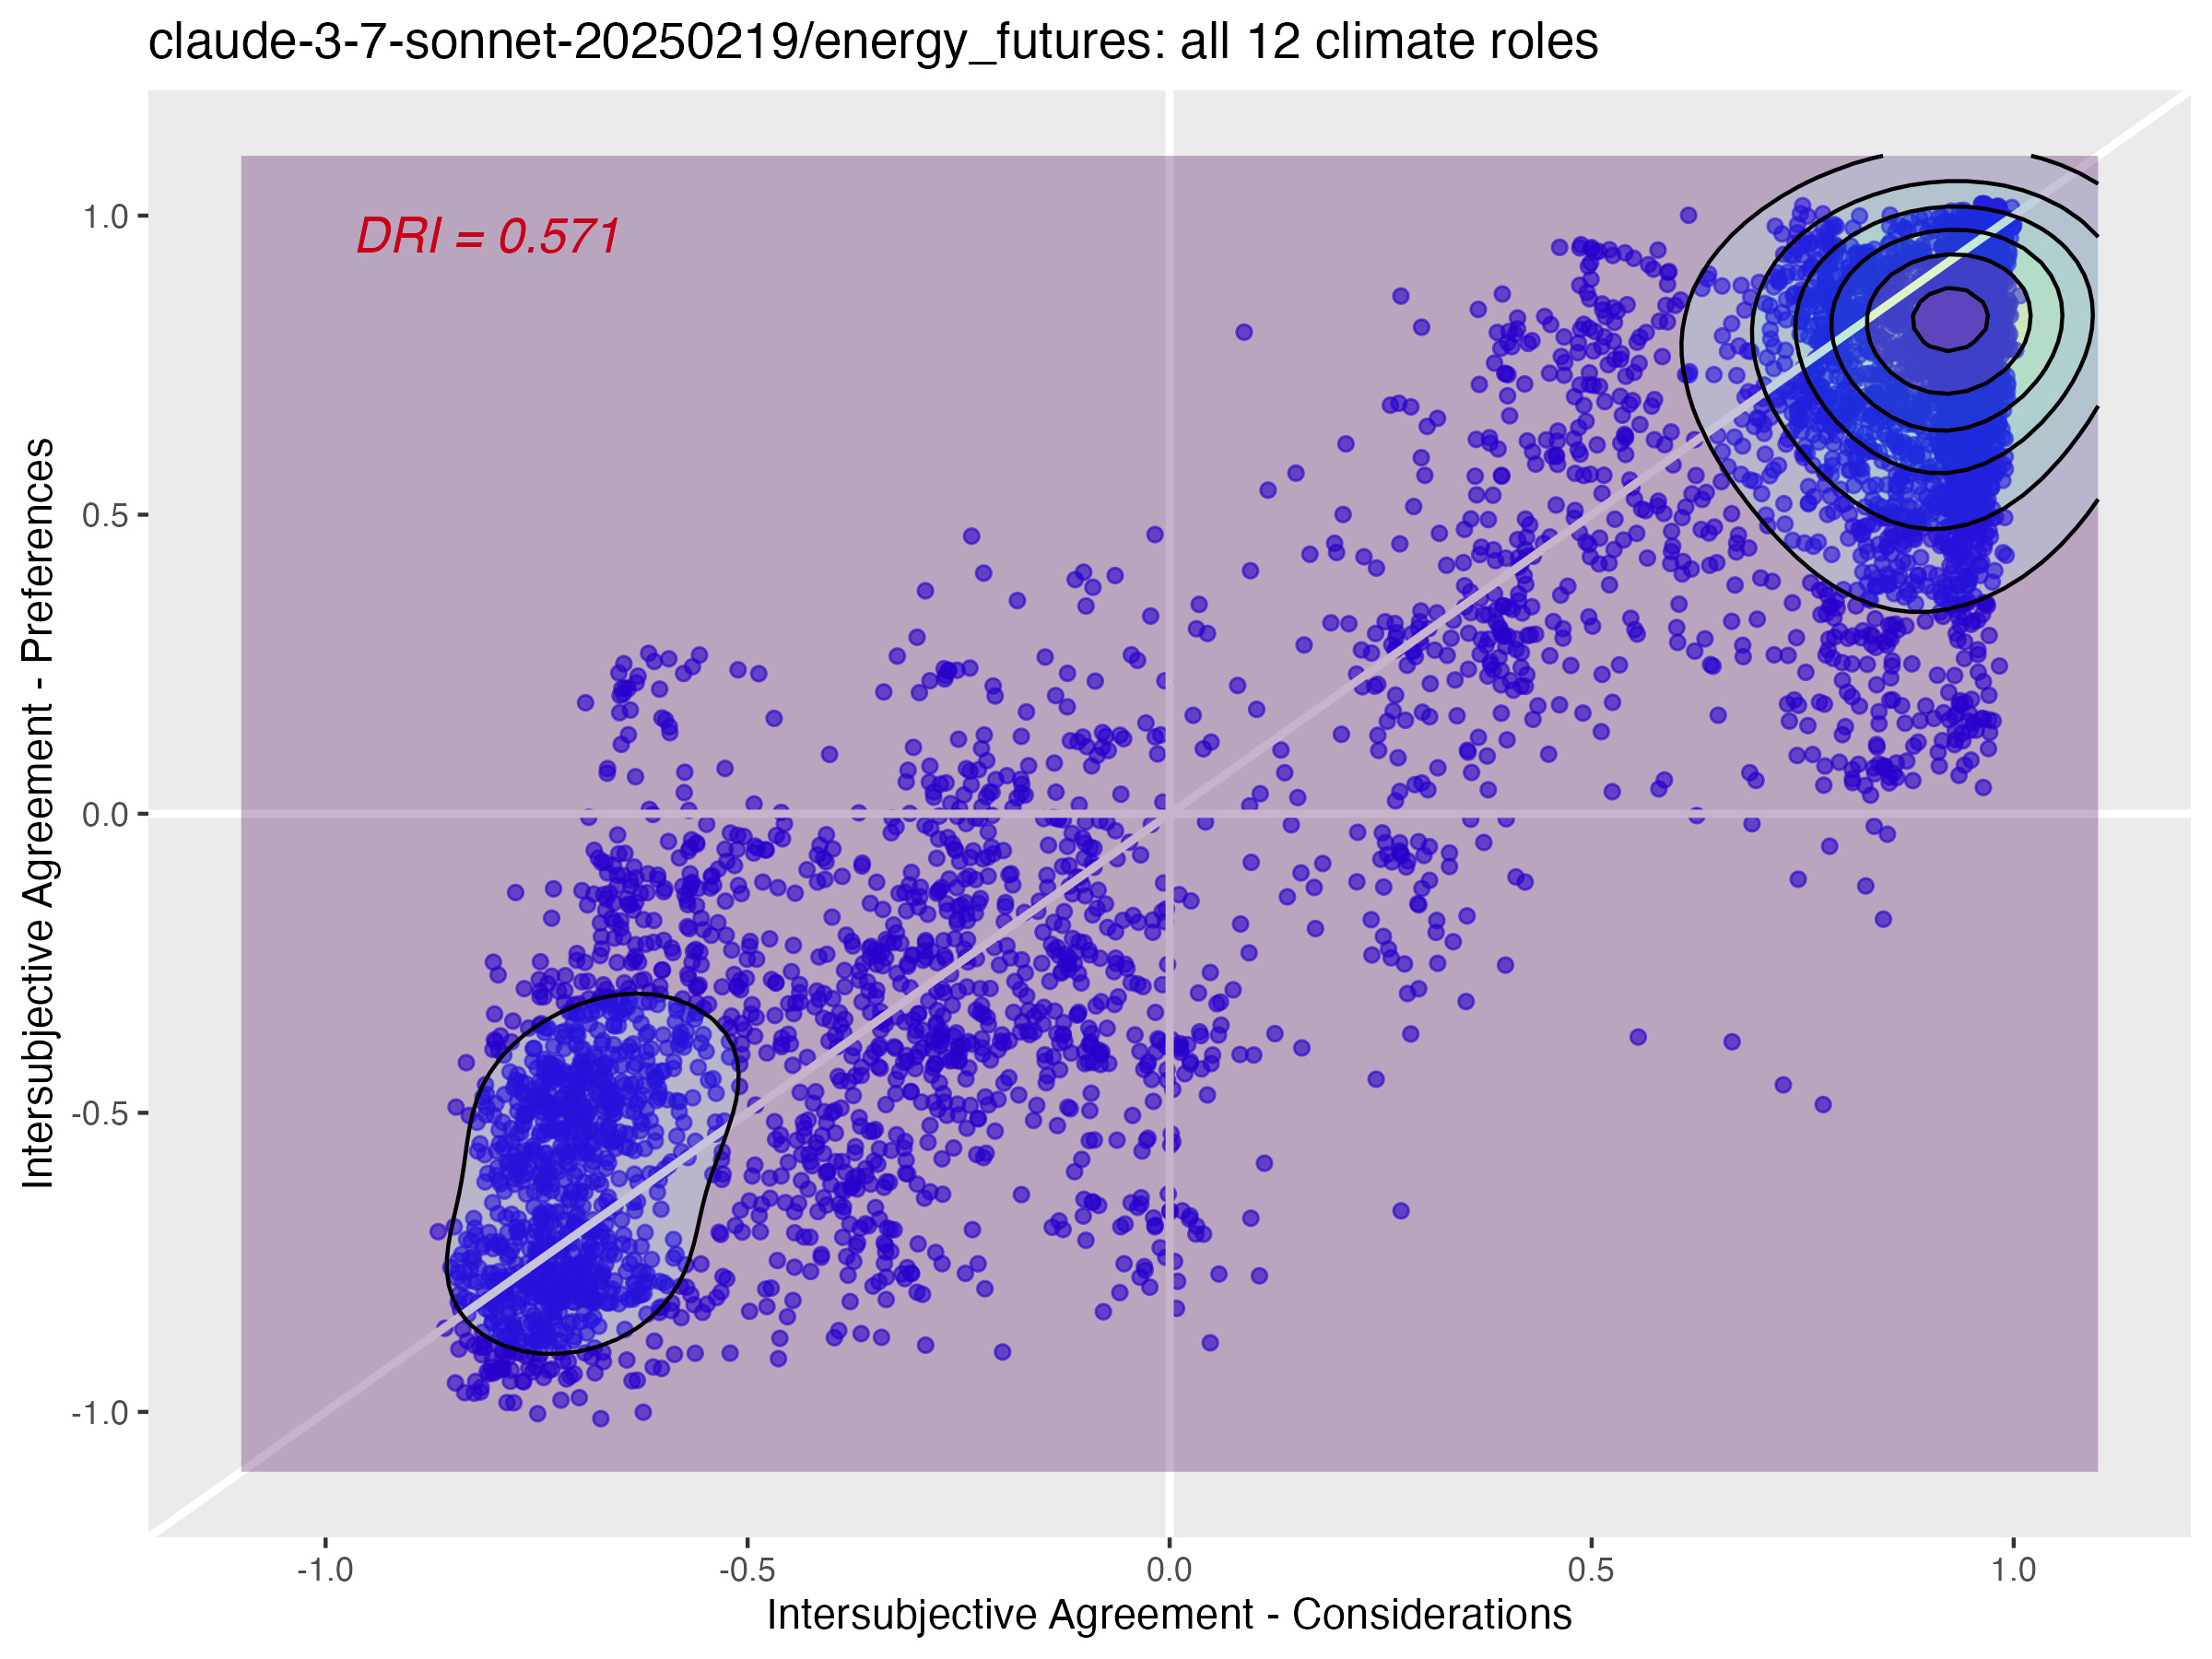 claude-3-7-sonnet-20250219/energy_futures: all 12 climate roles
DRI = 0.571
Intersubjective Agreement - Preferences
1.0
0.5
0.0
-0.5
-1.0
-1.0
-0.5
0.0
0.5
1.0
Intersubjective Agreement - Considerations